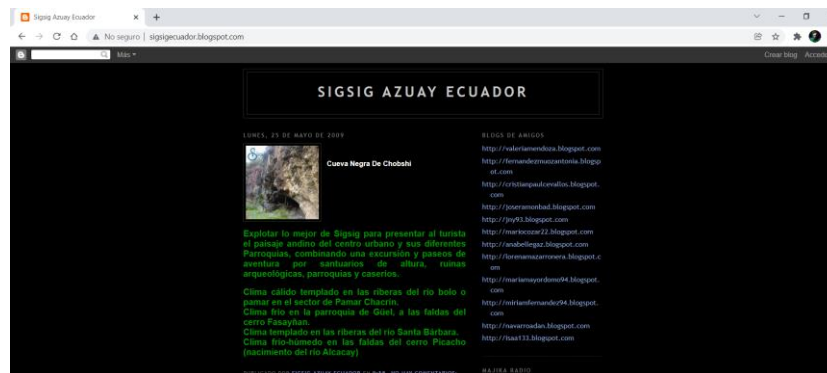 Sigsig Azuay Ecuador
No seguro
sigsigecuador.blogspot.com
Más
Crear blog
Accede
SIGSIG AZUAY ECUADOR
LUNES, 25 DE MAYO DE 2009
Cueva Negra De Chobshi
Explotar lo mejor de Sigsig para presentar al turista
el paisaje andino del centro urbano y sus diferentes
Parroquias, combinando una excursión y paseos de
aventura por santuarios de altura, ruinas
arqueológicas, parroquias y caseríos.
Clima cálido templado en las riberas del río bolo o
pamar en el sector de Pamar Chacrin.
Clima frío en la parroquia de Güel, a las faldas del
cerro Fasayñan.
Clima templado en las riberas del río Santa Bárbara.
Clima frío-húmedo en las faldas del cerro Picacho
(nacimiento del río Alcacay)
BLOGS DE AMIGOS
http://valeriamendoza.blogspot.com
http://fernandezmuozantonia.blogsp
ot.com
http://cristianpaulcevallos.blogspot.
com
http://joseramonbad.blogspot.com
http://jny93.blogspot.com
http://mariocozar22.blogspot.com
http://anabellegaz.blogspot.com
http://lorenamazarronera.blogspot.c
om
http://mariamayordomo94.blogspot.
com
http://miriamfernandez94.blogspot.
com
http://navarroadan.blogspot.com
http://isaa133.blogspot.com
NAJIKA RADIO